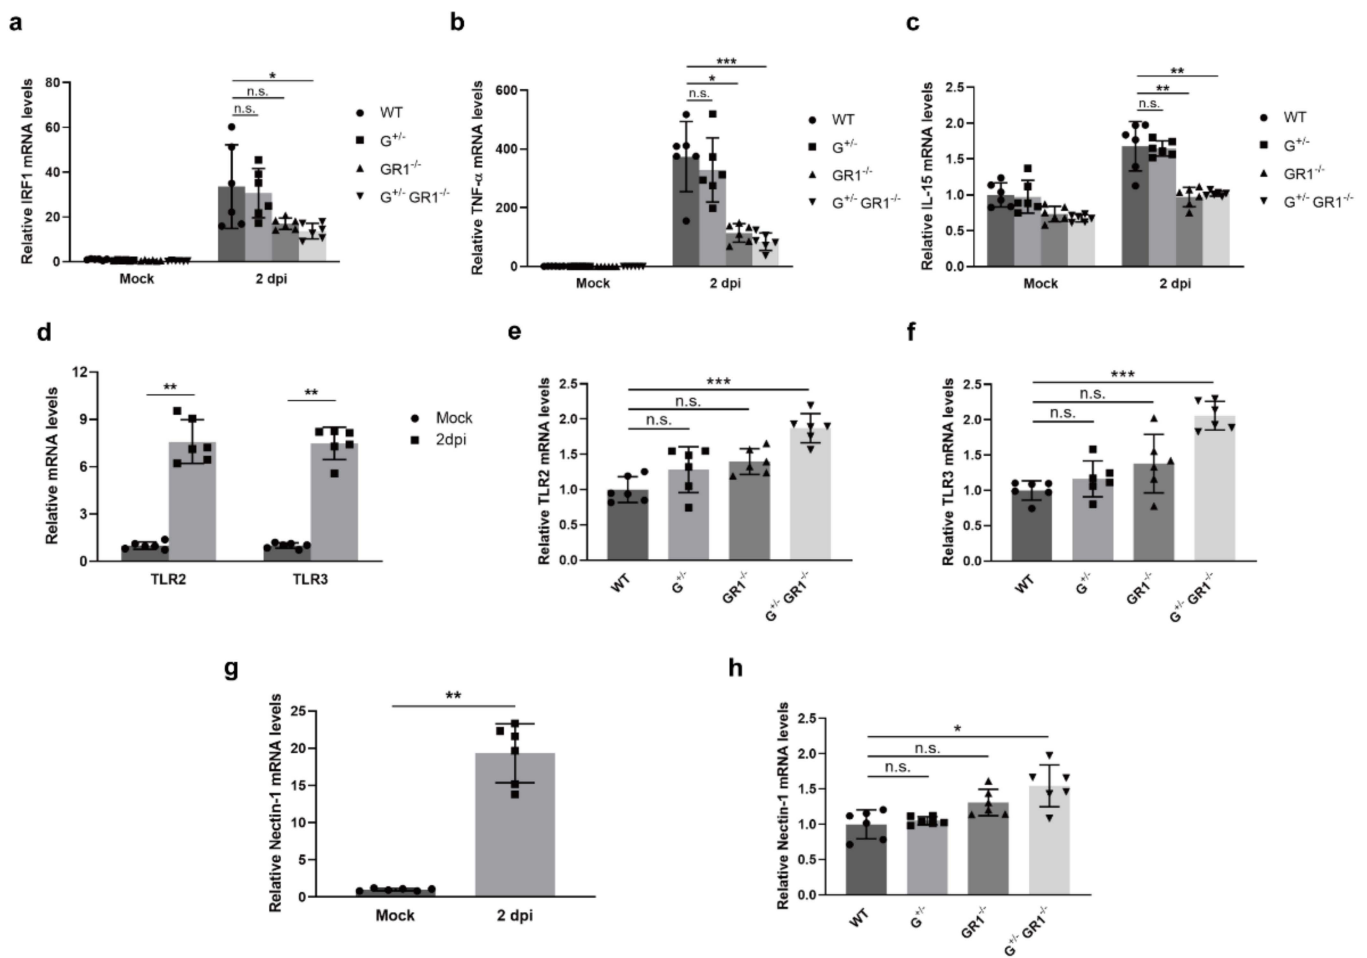 a
Relative IRF1 mRNA levels
80
60
40
20
0
*
n.s.
n.s.
Mock
2 dpi
WT
G+/-
GR1-/-
G+/- GR1-/-
b
Relative TNF-α mRNA levels
600
400
200
0
***
*
n.s.
Mock
2 dpi
WT
G+/-
GR1-/-
G+/- GR1-/-
c
Relative IL-15 mRNA levels
2.5
2.0
1.5
1.0
0.5
0.0
**
**
n.s.
Mock
2 dpi
WT
G+/-
GR1-/-
G+/- GR1-/-
d
Relative mRNA levels
12
9
6
3
0
**
**
TLR2
TLR3
Mock
2dpi
e
Relative TLR2 mRNA levels
2.5
2.0
1.5
1.0
0.5
0.0
***
n.s.
n.s.
WT
G+/-
GR1-/-
G+/- GR1-/-
f
Relative TLR3 mRNA levels
2.5
2.0
1.5
1.0
0.5
0.0
***
n.s.
n.s.
WT
G+/-
GR1-/-
G+/- GR1-/-
g
Relative Nectin-1 mRNA levels
25
20
15
10
5
0
**
Mock
2 dpi
h
Relative Nectin-1 mRNA levels
2.5
2.0
1.5
1.0
0.5
0.0
*
n.s.
n.s.
WT
G+/-
GR1-/-
G+/- GR1-/-